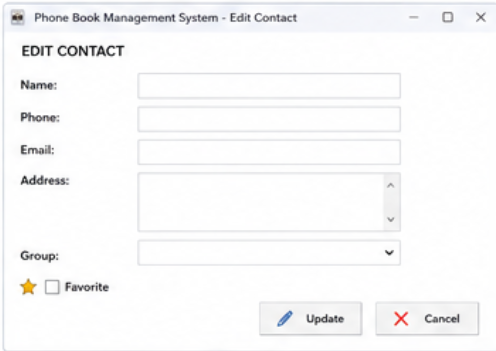 Phone Book Management System - Edit Contact
EDIT CONTACT
Name:
Phone:
Email:
Address:
Group:
Favorite
Update Cancel